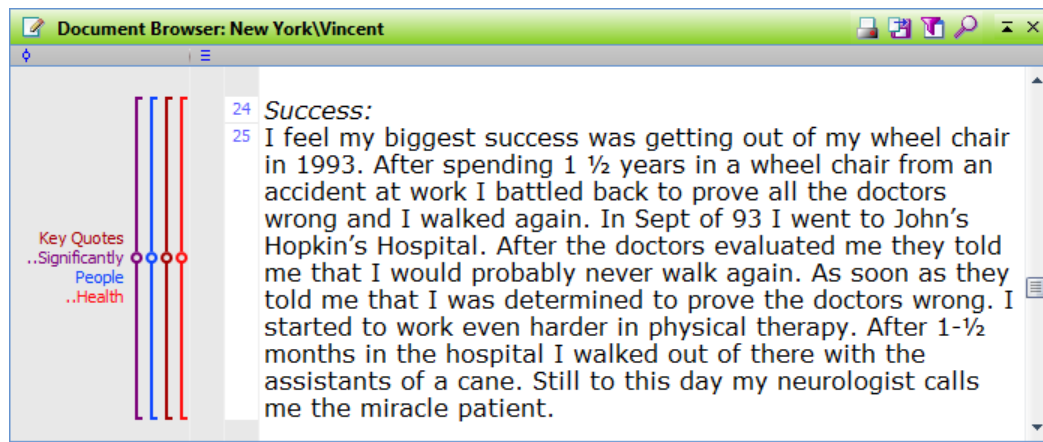 Document Browser: New York\Vincent
24 Success:
25 I feel my biggest success was getting out of my wheel chair
in 1993. After spending 1 ½ years in a wheel chair from an
accident at work I battled back to prove all the doctors
wrong and I walked again. In Sept of 93 I went to John’s
Hopkin’s Hospital. After the doctors evaluated me they told
me that I would probably never walk again. As soon as they
told me that I was determined to prove the doctors wrong. I
started to work even harder in physical therapy. After 1-½
months in the hospital I walked out of there with the
assistants of a cane. Still to this day my neurologist calls
me the miracle patient.
Key Quotes
..Significantly
People
..Health